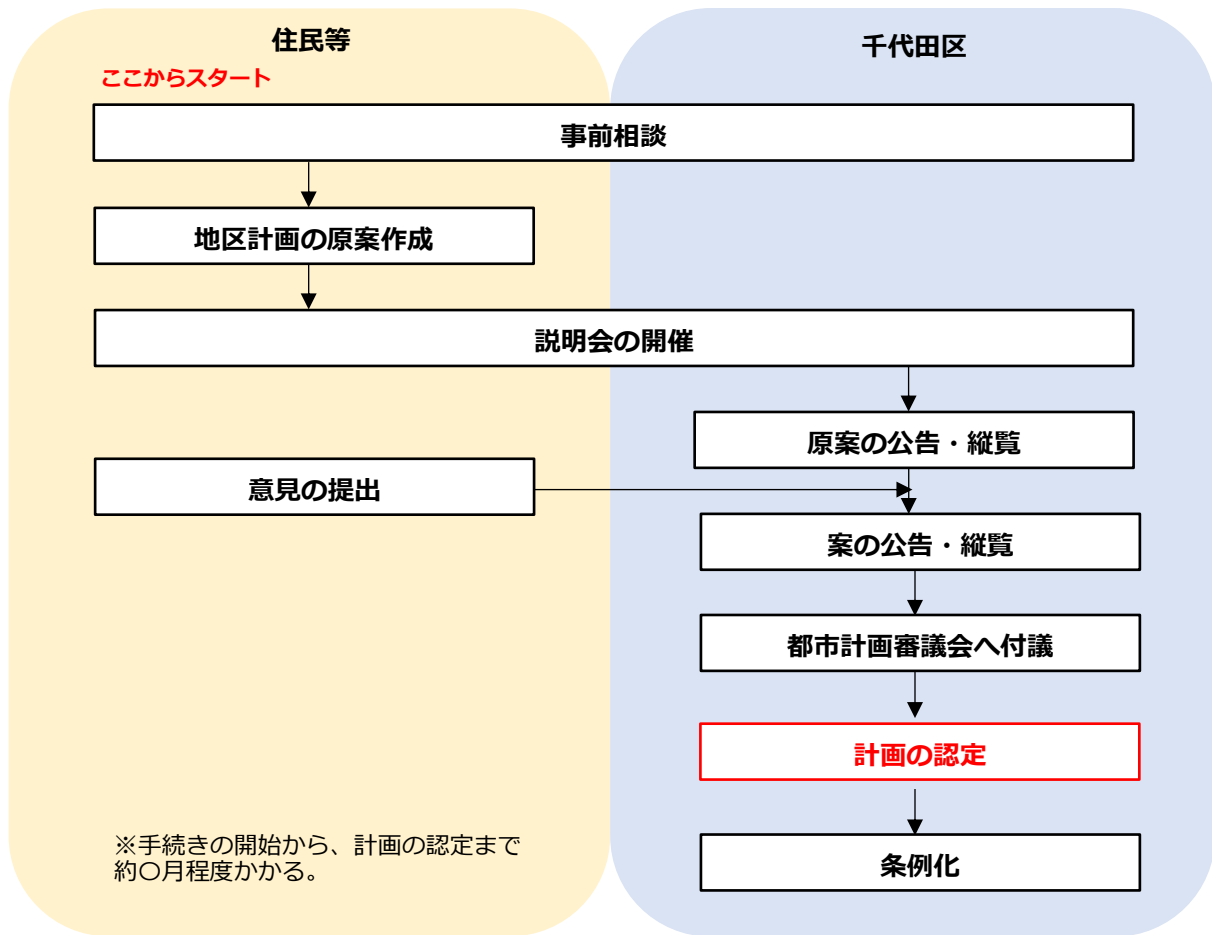 住民等
千代田区
ここからスタート
事前相談
地区計画の原案作成
説明会の開催
原案の公告・縦覧
意見の提出
案の公告・縦覧
都市計画審議会へ付議
計画の認定
※手続きの開始から、計画の認定まで
約〇月程度かかる。
条例化